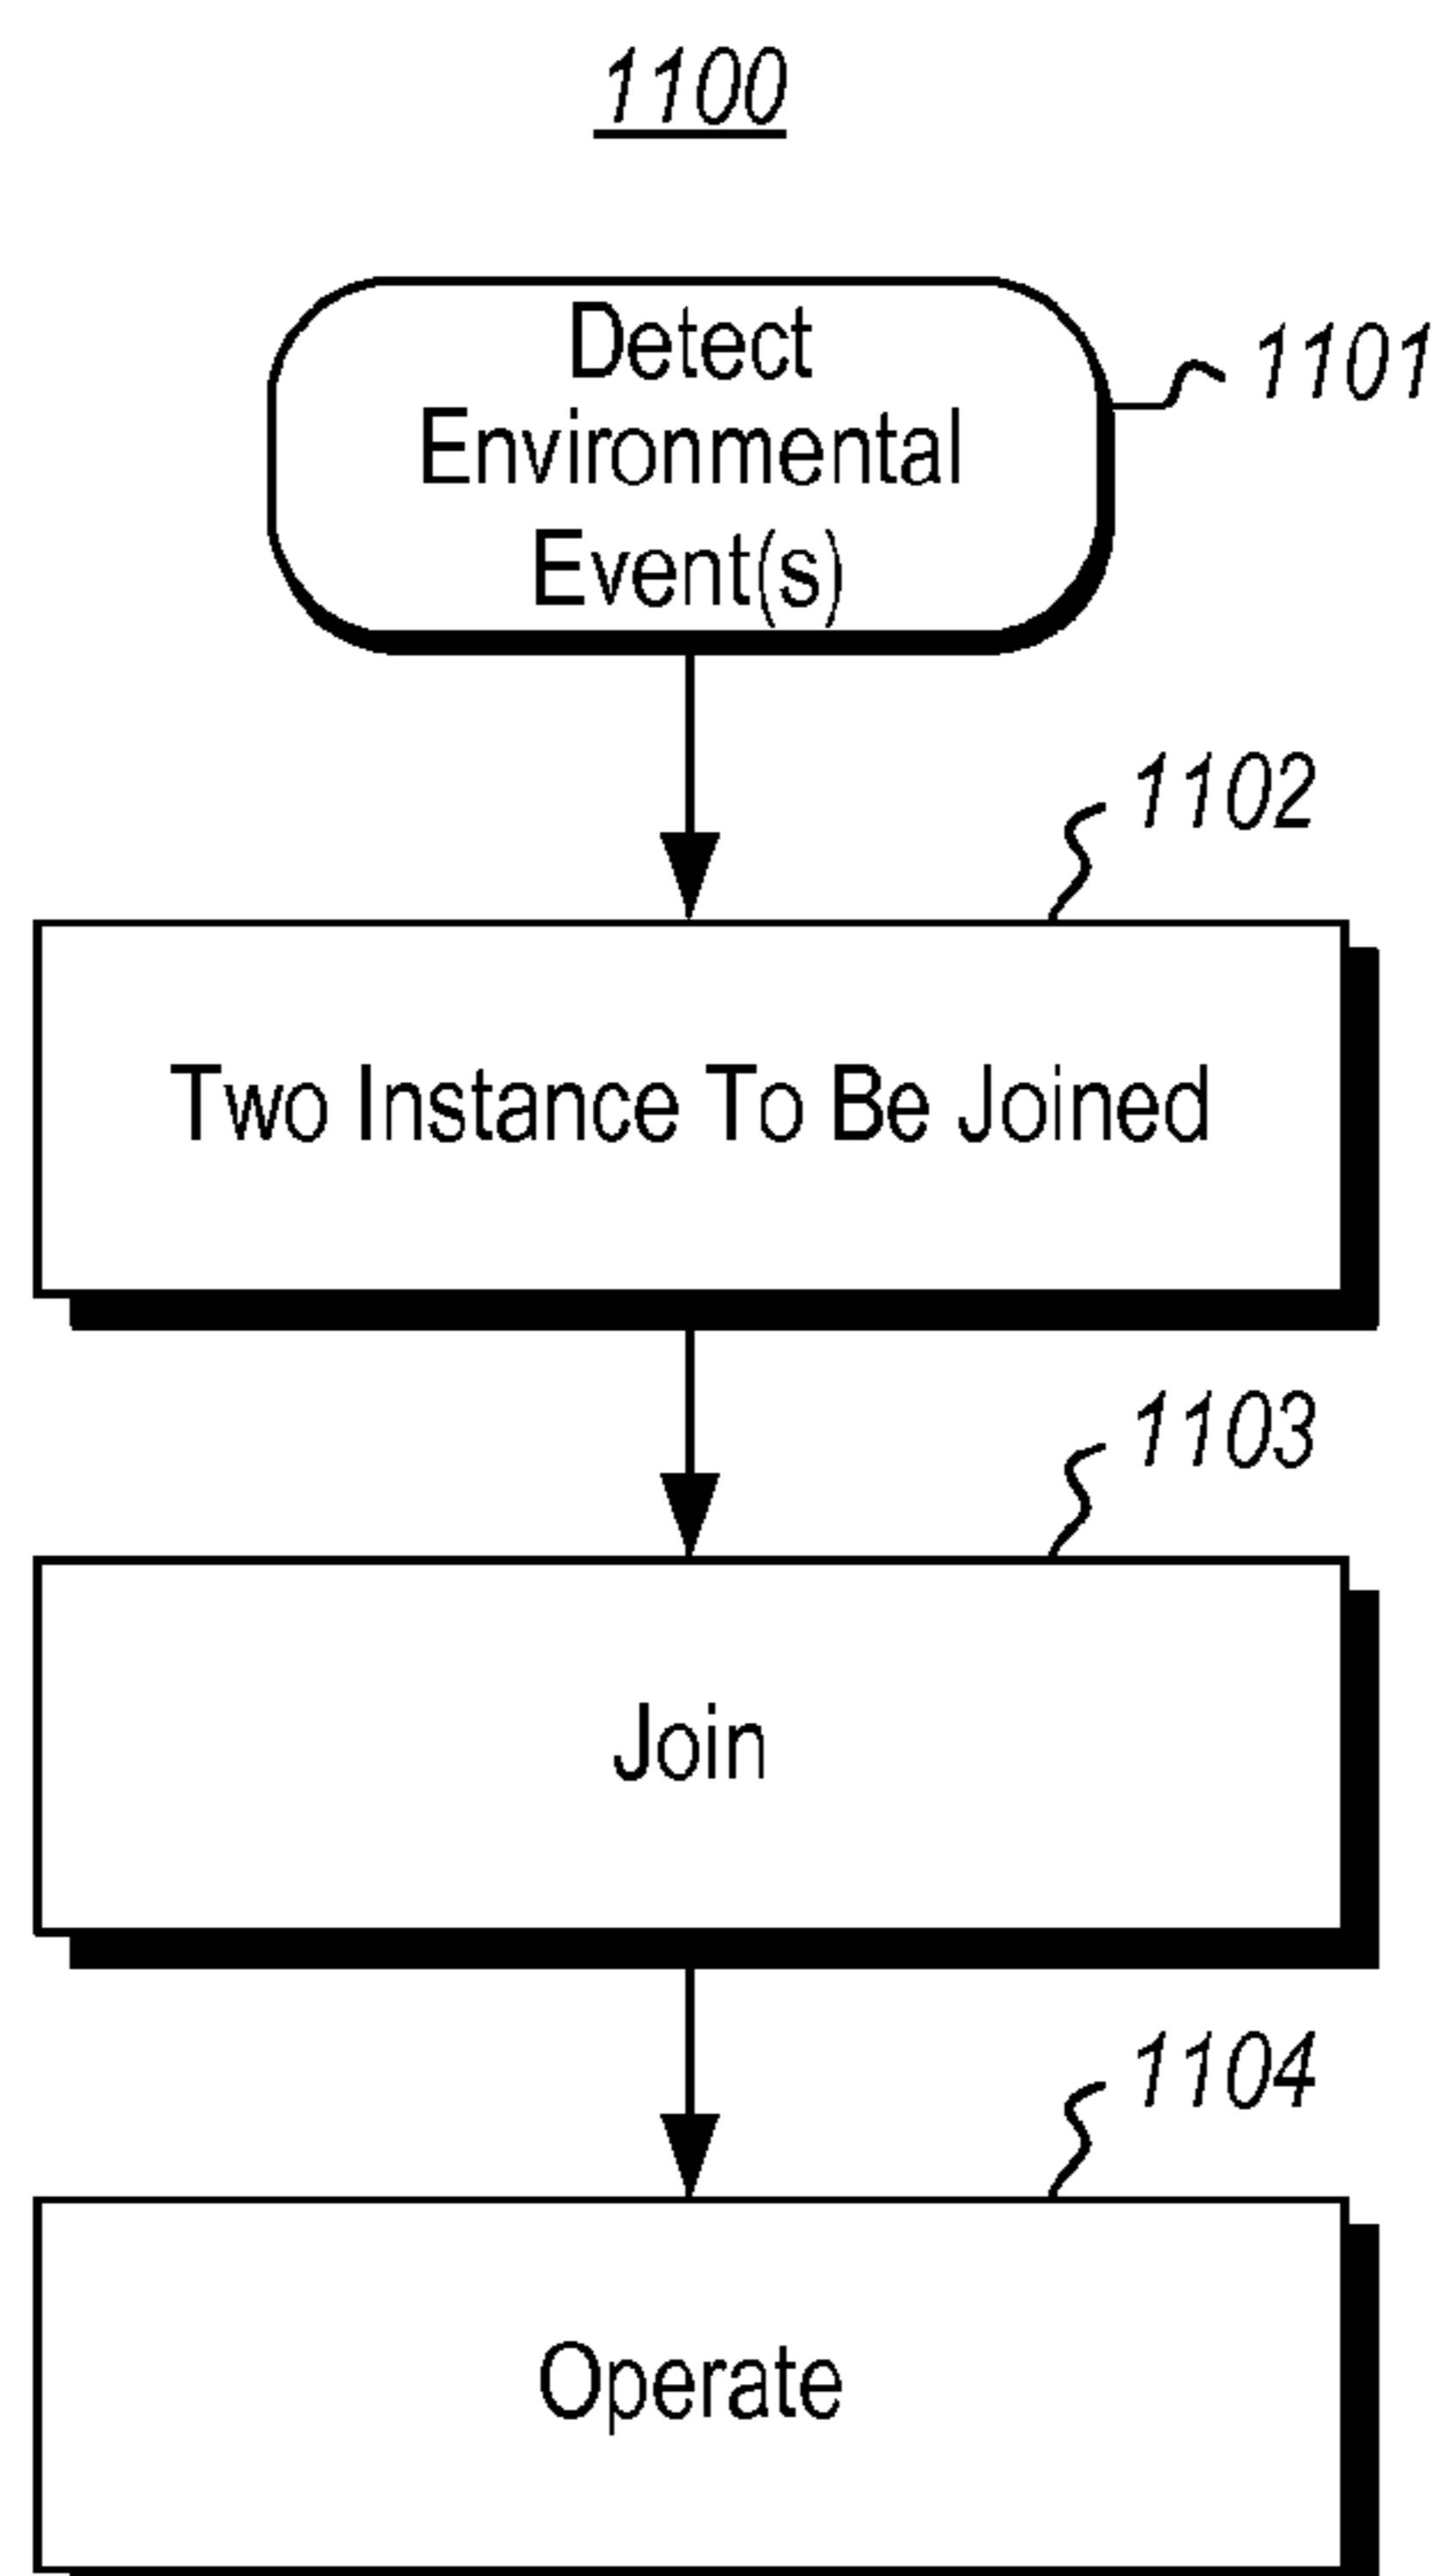 1100
Detect
Environmental
Event(s)
1101
1102
Two Instance To Be Joined
1103
Join
1104
Operate